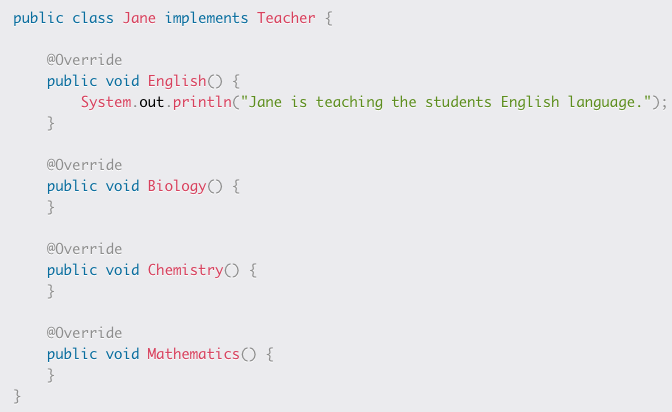 public class Jane implements Teacher {
@Override
public void English() {
System.out.println("Jane is teaching the students English language.");
}
@Override
public void Biology() {
}
@Override
public void Chemistry() {
}
@Override
public void Mathematics() {
}
}